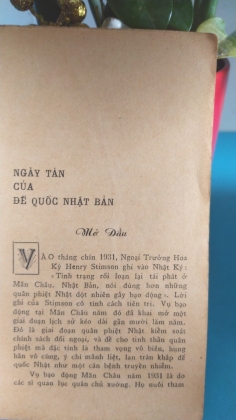 NGÀY TÀN
CỦA
ĐẾ QUỐC NHẬT BẢN
Mở Đầu
VÀO tháng chín 1931, Ngoại Trưởng Hoa
Kỳ Henry Stimson ghi vào Nhật Ký:
« Tình trạng rối loạn lại tái phát ở
Mãn Châu. Nhật Bản, nói đúng hơn những
quân phiệt Nhật đột nhiên gây bạo động ». Lời
ghi của Stimson có tính cách tiên tri. Vụ bạo
động tại Mãn Châu năm đó đã khai mở một
giai đoạn lịch sử kéo dài gần mười lăm năm.
Đó là giai đoạn quân phiệt Nhật kiểm soát
chính sách đối ngoại, và để cho tinh thần quân
phiệt mà đặc tính là tham vọng vô biên, hung
hãn vô cùng, ý chí mãnh liệt, lan tràn khắp đế
quốc Nhật như một căn bệnh truyền nhiễm.
Vụ bạo động Mãn Châu năm 1931 là do
các sĩ quan lục quân chủ xướng. Họ nuôi tham